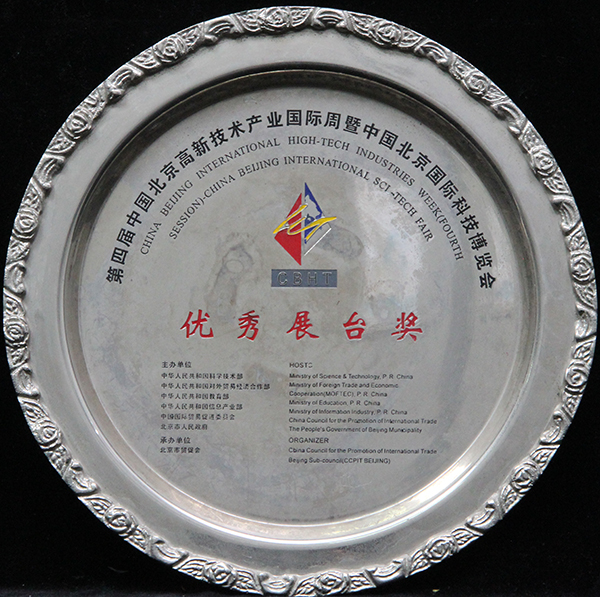 第四届中国北京高新技术产业国际周暨中国北京国际科技博览会
CHINA BEIJING INTERNATIONAL HIGH-TECH INDUSTRIES WEEK(FOURTH
SESSION)-CHINA BEIJING INTERNATIONAL SCI-TECH FAIR
CBHT
优秀展台奖
主办单位
中华人民共和国科学技术部
中华人民共和国对外贸易经济合作部
中华人民共和国教育部
中华人民共和国信息产业部
中国国际贸易促进委员会
北京市人民政府
承办单位
北京市贸促会
HOSTS
Ministry of Science & Technology, P. R. China
Ministry of Foreign Trade and Economic
Cooperation(MOFTEC), P. R. China
Ministry of Education, P. R. China
Ministry of Information Industry, P. R. China
China Council for the Promotion of International Trade
The People's Government of Beijing Municipality
ORGANIZER
China Council for the Promotion of International Trade
Beijing Sub-council(CCPIT BEIJING)